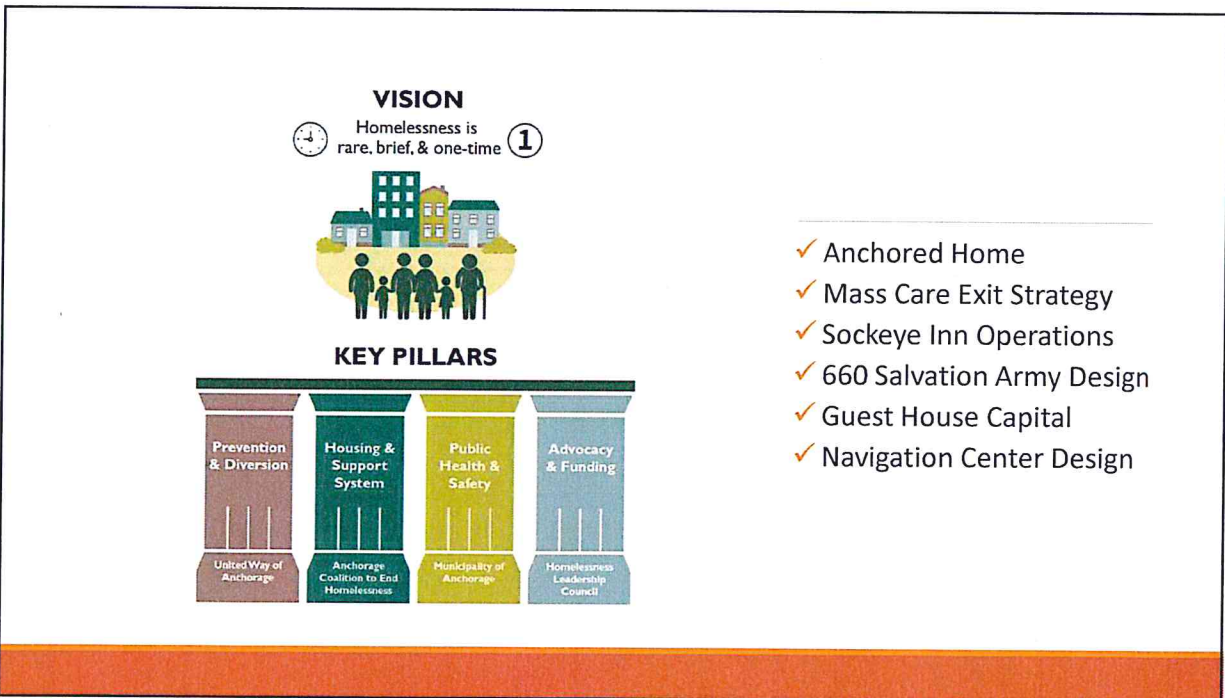 VISION
Homelessness is
rare, brief, & one-time
1
KEY PILLARS
Prevention
& Diversion
United Way of
Anchorage
Housing &
Support
System
Anchorage
Coalition to End
Homelessness
Public
Health &
Safety
Municipality of
Anchorage
Advocacy
& Funding
Homelessness
Leadership
Council
✓ Anchored Home
✓ Mass Care Exit Strategy
✓ Sockeye Inn Operations
✓ 660 Salvation Army Design
✓ Guest House Capital
✓ Navigation Center Design